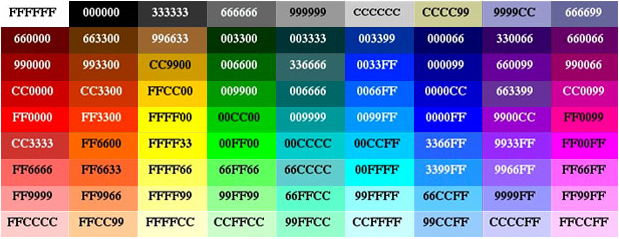 FFFFFF 000000 333333 666666 999999 CCCCCC CCCC99 9999CC 666699
660000 663300 996633 003300 003333 003399 000066 330066 660066
990000 993300 CC9900 006600 336666 0033FF 000099 660099 990066
CC0000 CC3300 FFCC00 009900 006666 0066FF 0000CC 663399 CC0099
FF0000 FF3300 FFFF00 00CC00 009999 0099FF 0000FF 9900CC FF0099
CC3333 FF6600 FFFF33 00FF00 00CCCC 00CCFF 3366FF 9933FF FF00FF
FF6666 FF6633 FFFF66 66FF66 66CCCC 00FFFF 3399FF 9966FF FF66FF
FF9999 FF9966 FFFF99 99FF99 66FFCC 99FFFF 66CCFF 9999FF FF99FF
FFCCCC FFCC99 FFFFCC CCFFCC 99FFCC CCFFFF 99CCFF CCCCFF FFCCFF